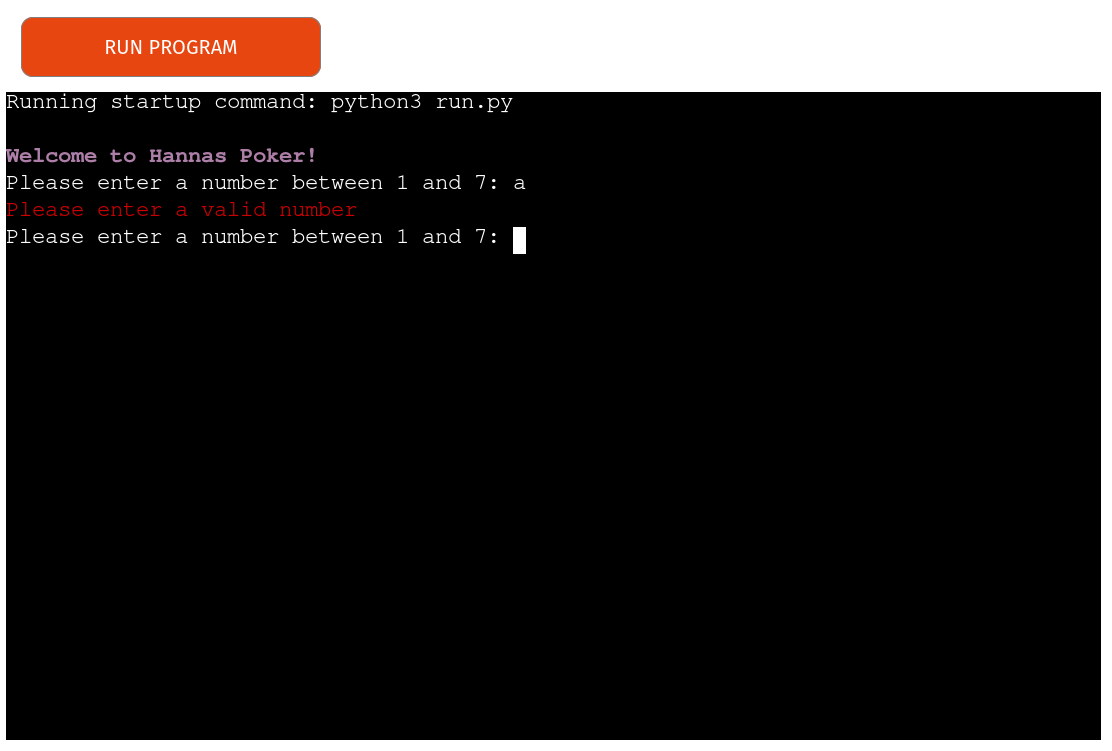 RUN PROGRAM
Running startup command: python3 run.py
Welcome to Hannas Poker!
Please enter a number between 1 and 7: a
Please enter a valid number
Please enter a number between 1 and 7: